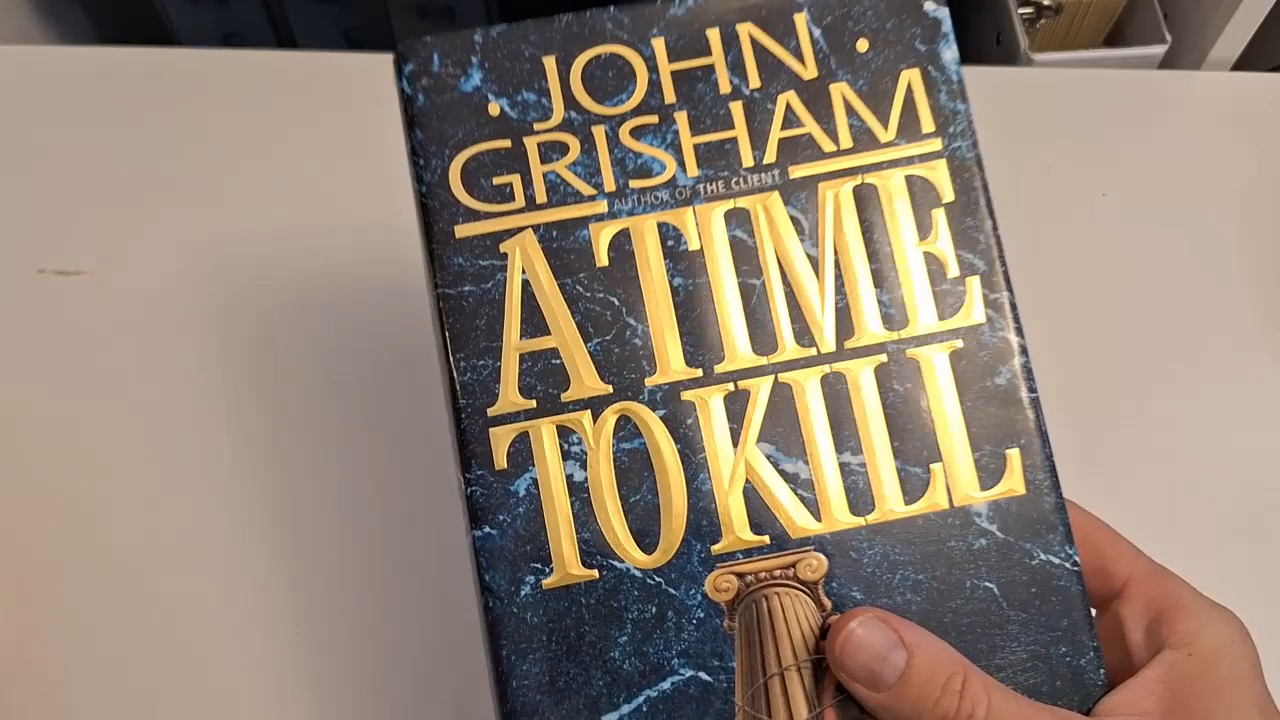 • JOHN •
GRISHAM
AUTHOR OF THE CLIENT
A TIME
TO KILL